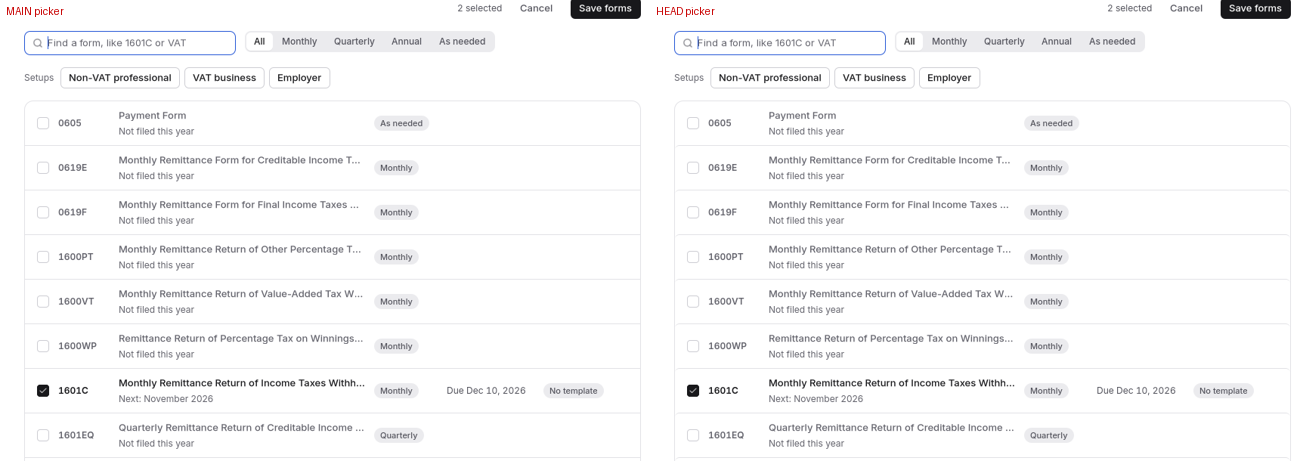 MAIN picker
2 selected Cancel Save forms
Find a form, like 1601C or VAT All Monthly Quarterly Annual As needed
Setups Non-VAT professional VAT business Employer
0605 Payment Form As needed
Not filed this year
0619E Monthly Remittance Form for Creditable Income T... Monthly
Not filed this year
0619F Monthly Remittance Form for Final Income Taxes ... Monthly
Not filed this year
1600PT Monthly Remittance Return of Other Percentage T... Monthly
Not filed this year
1600VT Monthly Remittance Return of Value-Added Tax W... Monthly
Not filed this year
1600WP Remittance Return of Percentage Tax on Winnings... Monthly
Not filed this year
1601C Monthly Remittance Return of Income Taxes Withh... Monthly Due Dec 10, 2026 No template
Next: November 2026
1601EQ Quarterly Remittance Return of Creditable Income ... Quarterly
Not filed this year
HEAD picker
2 selected Cancel Save forms
Find a form, like 1601C or VAT All Monthly Quarterly Annual As needed
Setups Non-VAT professional VAT business Employer
0605 Payment Form As needed
Not filed this year
0619E Monthly Remittance Form for Creditable Income T... Monthly
Not filed this year
0619F Monthly Remittance Form for Final Income Taxes ... Monthly
Not filed this year
1600PT Monthly Remittance Return of Other Percentage T... Monthly
Not filed this year
1600VT Monthly Remittance Return of Value-Added Tax W... Monthly
Not filed this year
1600WP Remittance Return of Percentage Tax on Winnings... Monthly
Not filed this year
1601C Monthly Remittance Return of Income Taxes Withh... Monthly Due Dec 10, 2026 No template
Next: November 2026
1601EQ Quarterly Remittance Return of Creditable Income ... Quarterly
Not filed this year